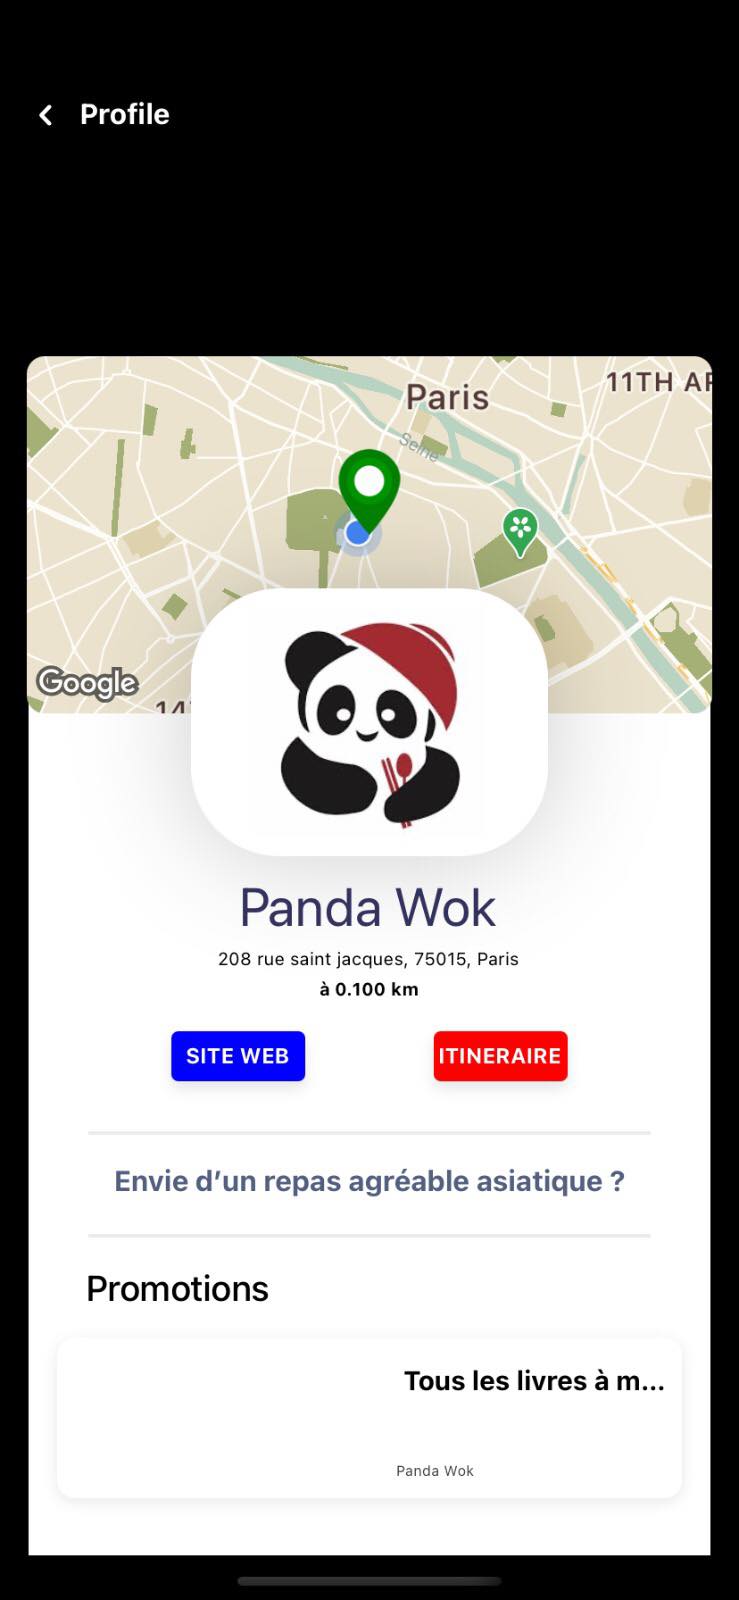 Profile
Paris
11TH AR
Seine
Google
14
Panda Wok
208 rue saint jacques, 75015, Paris
à 0.100 km
SITE WEB
ITINERAIRE
Envie d’un repas agréable asiatique ?
Promotions
Tous les livres à m...
Panda Wok